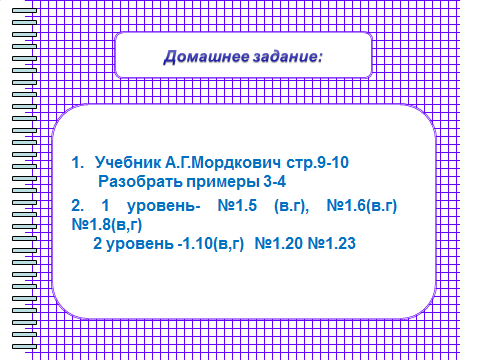 Домашнее задание:
1. Учебник А.Г.Мордкович стр.9-10
Разобрать примеры 3-4
2. 1 уровень- №1.5 (в.г), №1.6(в.г)
№1.8(в,г)
2 уровень -1.10(в,г) №1.20 №1.23